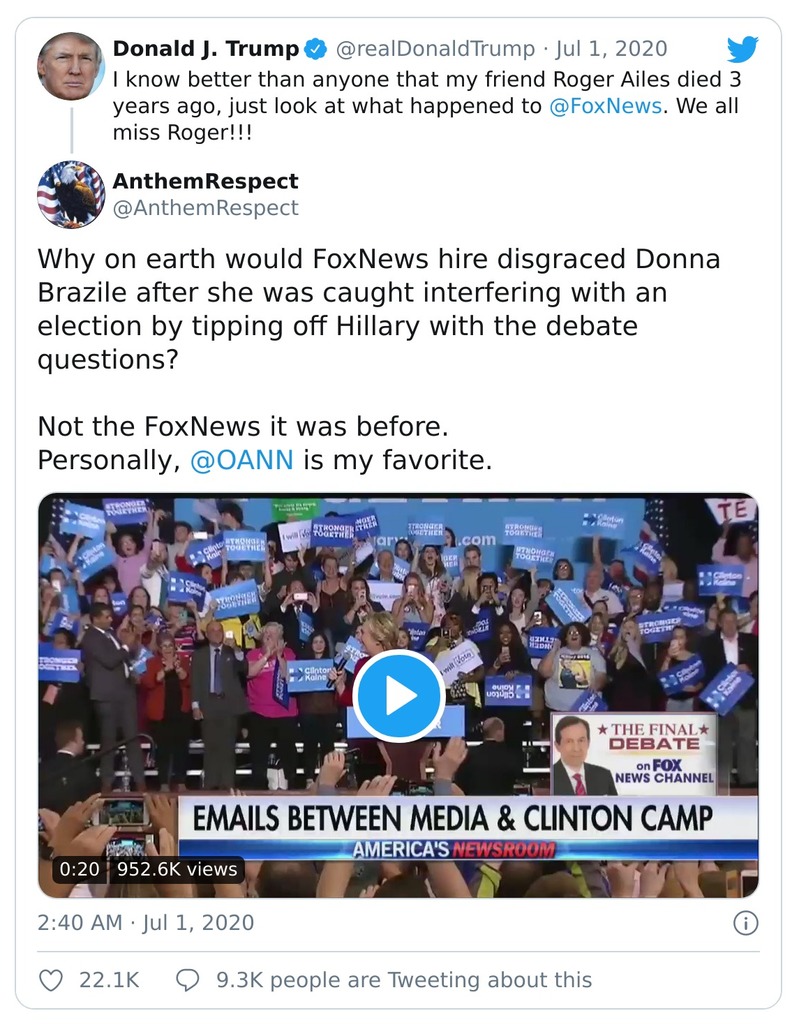 Donald J. Trump @realDonaldTrump · Jul 1, 2020
I know better than anyone that my friend Roger Ailes died 3
years ago, just look at what happened to @FoxNews. We all
miss Roger!!!
AnthemRespect
@AnthemRespect
Why on earth would FoxNews hire disgraced Donna
Brazile after she was caught interfering with an
election by tipping off Hillary with the debate
questions?
Not the FoxNews it was before.
Personally, @OANN is my favorite.
STRONGER TOGETHER
Clinton Kaine
.com
TE
I will Vote
THE FINAL
DEBATE
on FOX
NEWS CHANNEL
EMAILS BETWEEN MEDIA & CLINTON CAMP
AMERICA'S NEWSROOM
0:20 952.6K views
2:40 AM · Jul 1, 2020
22.1K 9.3K people are Tweeting about this